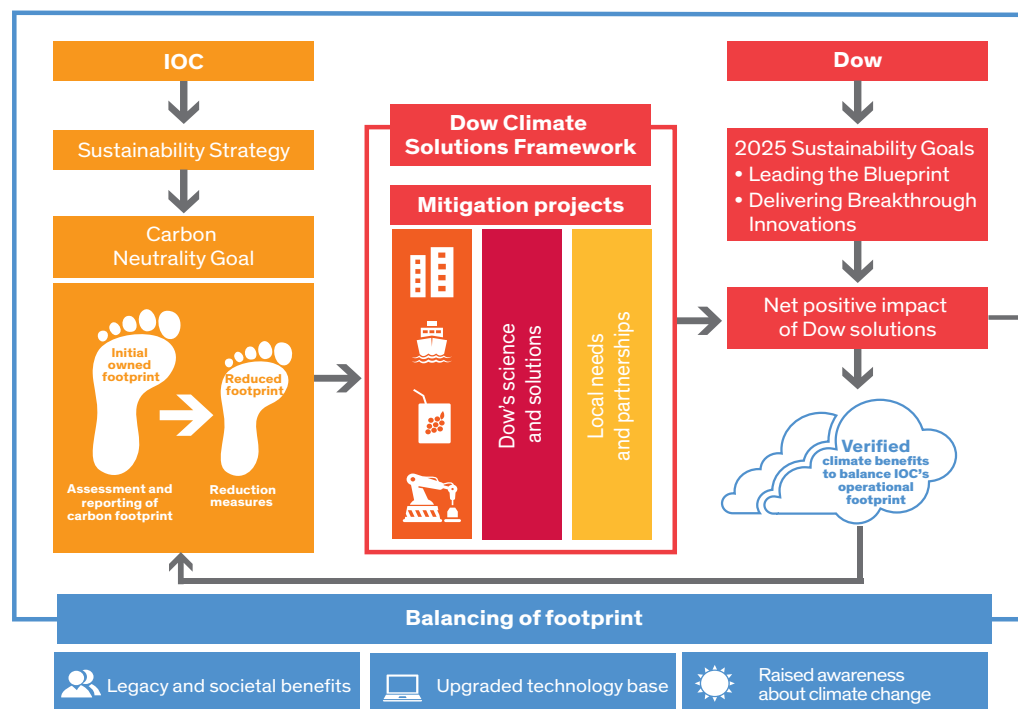 IOC
Sustainability Strategy
Carbon
Neutrality Goal
Initial
owned
footprint
Reduced
footprint
Assessment and
reporting of
carbon footprint
Reduction
measures
Dow Climate
Solutions Framework
Mitigation projects
Dow's science
and solutions
Local needs
and partnerships
Dow
2025 Sustainability Goals
• Leading the Blueprint
• Delivering Breakthrough
Innovations
Net positive impact
of Dow solutions
Verified
climate benefits
to balance IOC's
operational
footprint
Balancing of footprint
Legacy and societal benefits
Upgraded technology base
Raised awareness
about climate change